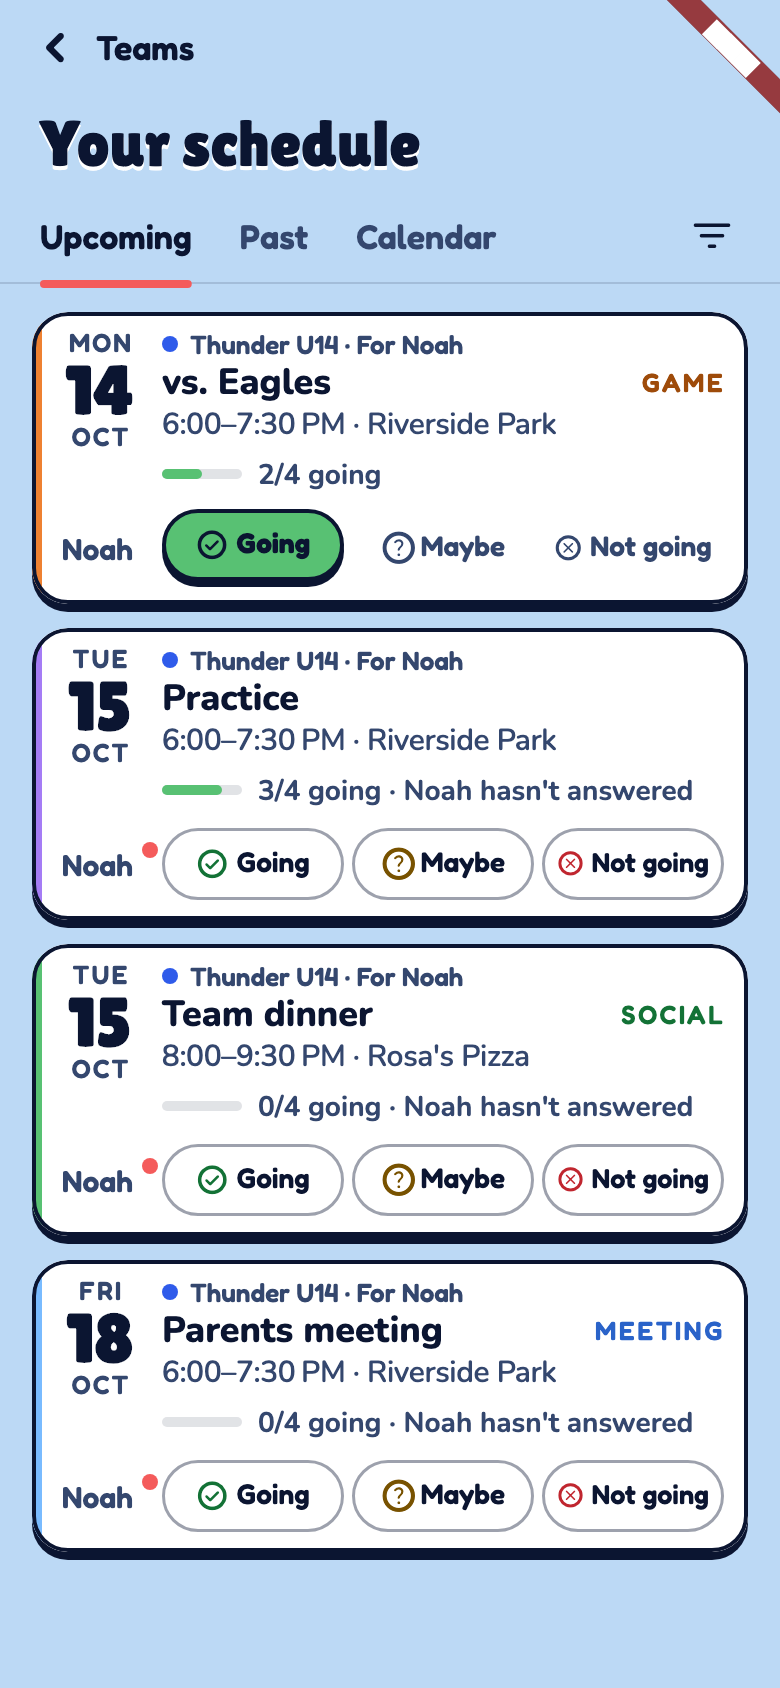 Teams
Your schedule
Upcoming Past Calendar
MON
14
OCT
Thunder U14 · For Noah
vs. Eagles
GAME
6:00–7:30 PM · Riverside Park
2/4 going
Noah
Going
Maybe
Not going
TUE
15
OCT
Thunder U14 · For Noah
Practice
6:00–7:30 PM · Riverside Park
3/4 going · Noah hasn't answered
Noah
Going
Maybe
Not going
TUE
15
OCT
Thunder U14 · For Noah
Team dinner
SOCIAL
8:00–9:30 PM · Rosa's Pizza
0/4 going · Noah hasn't answered
Noah
Going
Maybe
Not going
FRI
18
OCT
Thunder U14 · For Noah
Parents meeting
MEETING
6:00–7:30 PM · Riverside Park
0/4 going · Noah hasn't answered
Noah
Going
Maybe
Not going